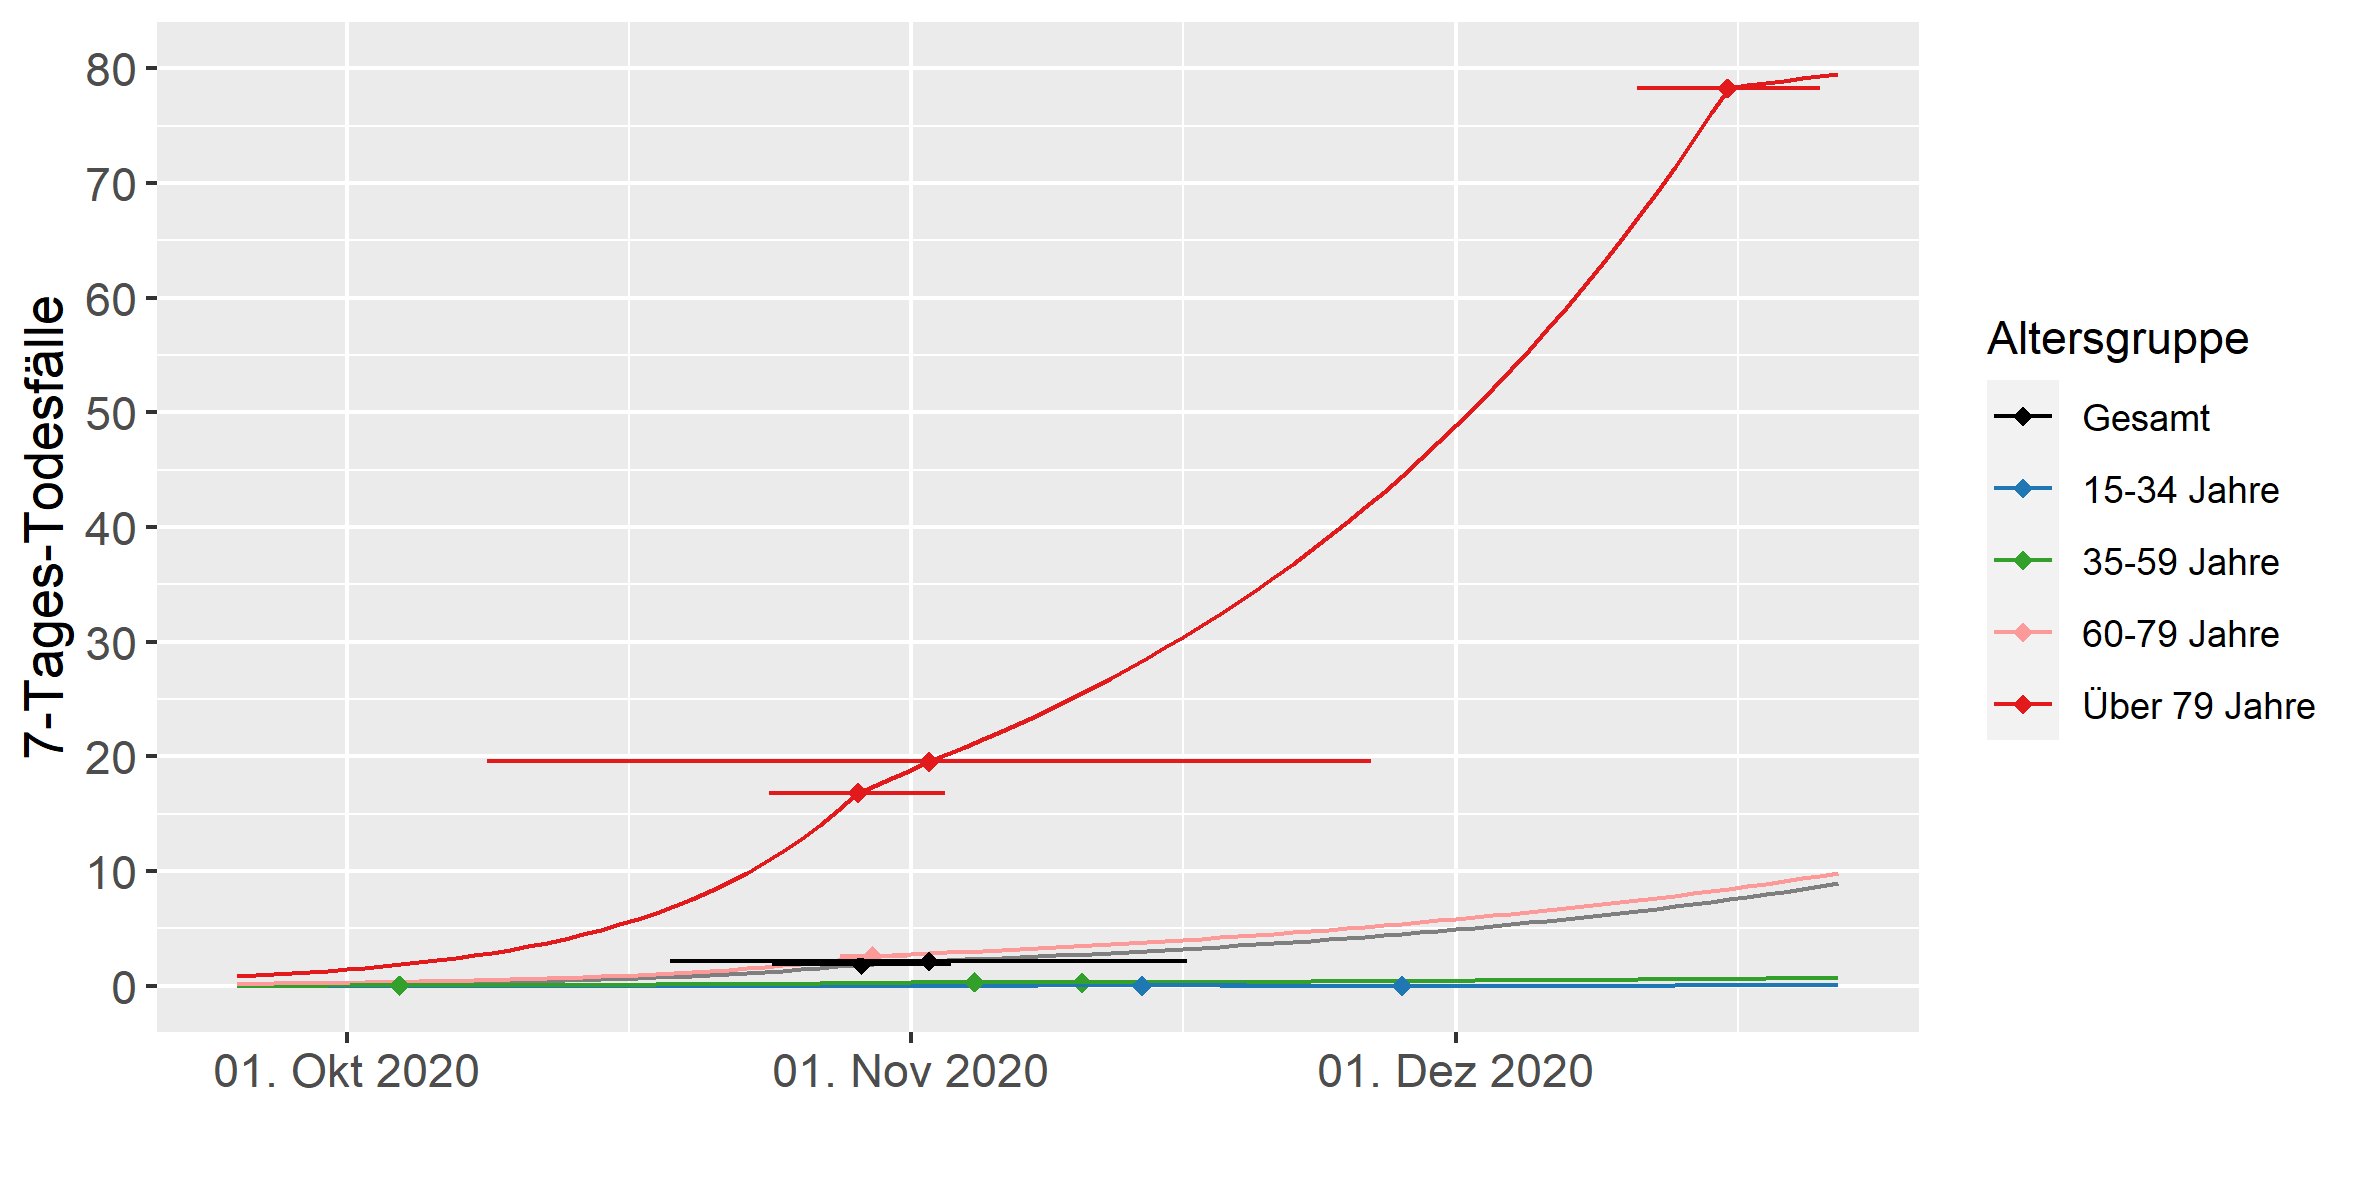 7-Tages-Todesfälle
80
70
60
50
40
30
20
10
0
01. Okt 2020
01. Nov 2020
01. Dez 2020
Altersgruppe
Gesamt
15-34 Jahre
35-59 Jahre
60-79 Jahre
Über 79 Jahre